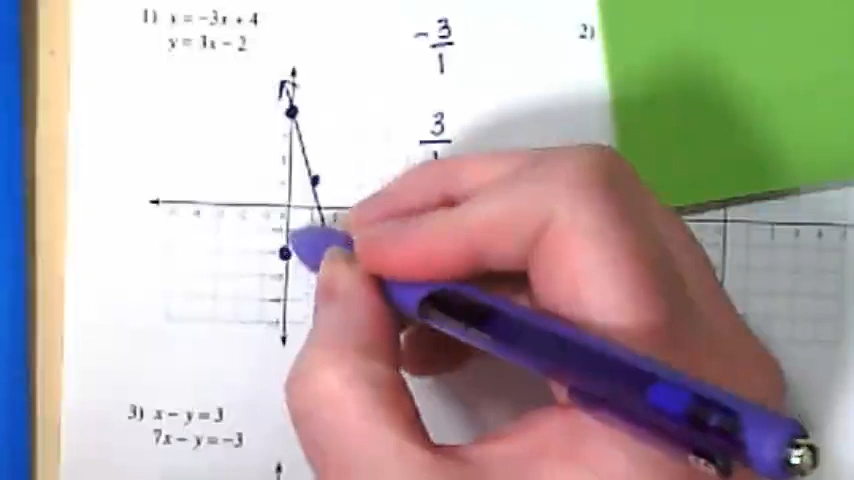 1) y = -3x + 4
y = 3x - 2
- 3
1
3
2)
3) x - y = 3
7x - y = -3